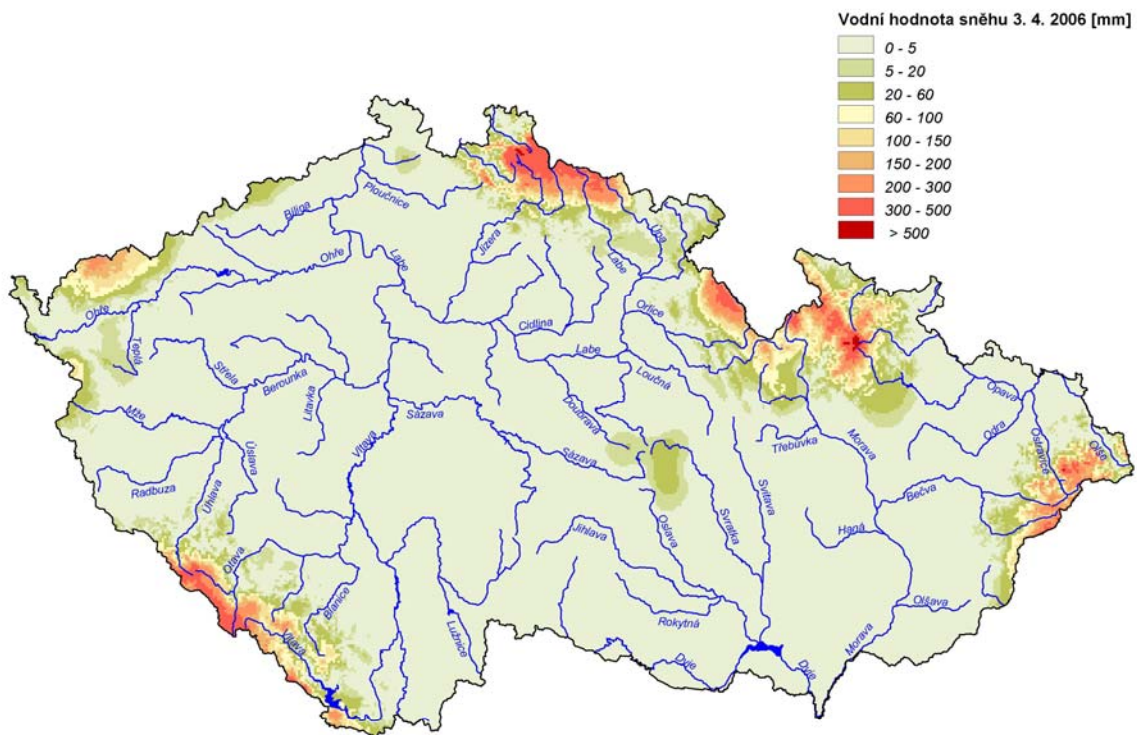 Vodní hodnota sněhu 3. 4. 2006 [mm]
0 - 5
5 - 20
20 - 60
60 - 100
100 - 150
150 - 200
200 - 300
300 - 500
> 500
Ploučnice
Bílina
Ohře
Labe
Jizera
Labe
Úpa
Ohře
Teplá
Střela
Berounka
Litavka
Cidlina
Labe
Orlice
Loučná
Mže
Úslava
Vltava
Sázava
Doubrava
Sázava
Třebůvka
Morava
Opava
Odra
Ostravice
Olše
Radbuza
Úhlava
Svitava
Svratka
Oslava
Bečva
Haná
Jihlava
Otava
Blanice
Vltava
Lužnice
Rokytná
Olšava
Morava
Dyje
Dyje